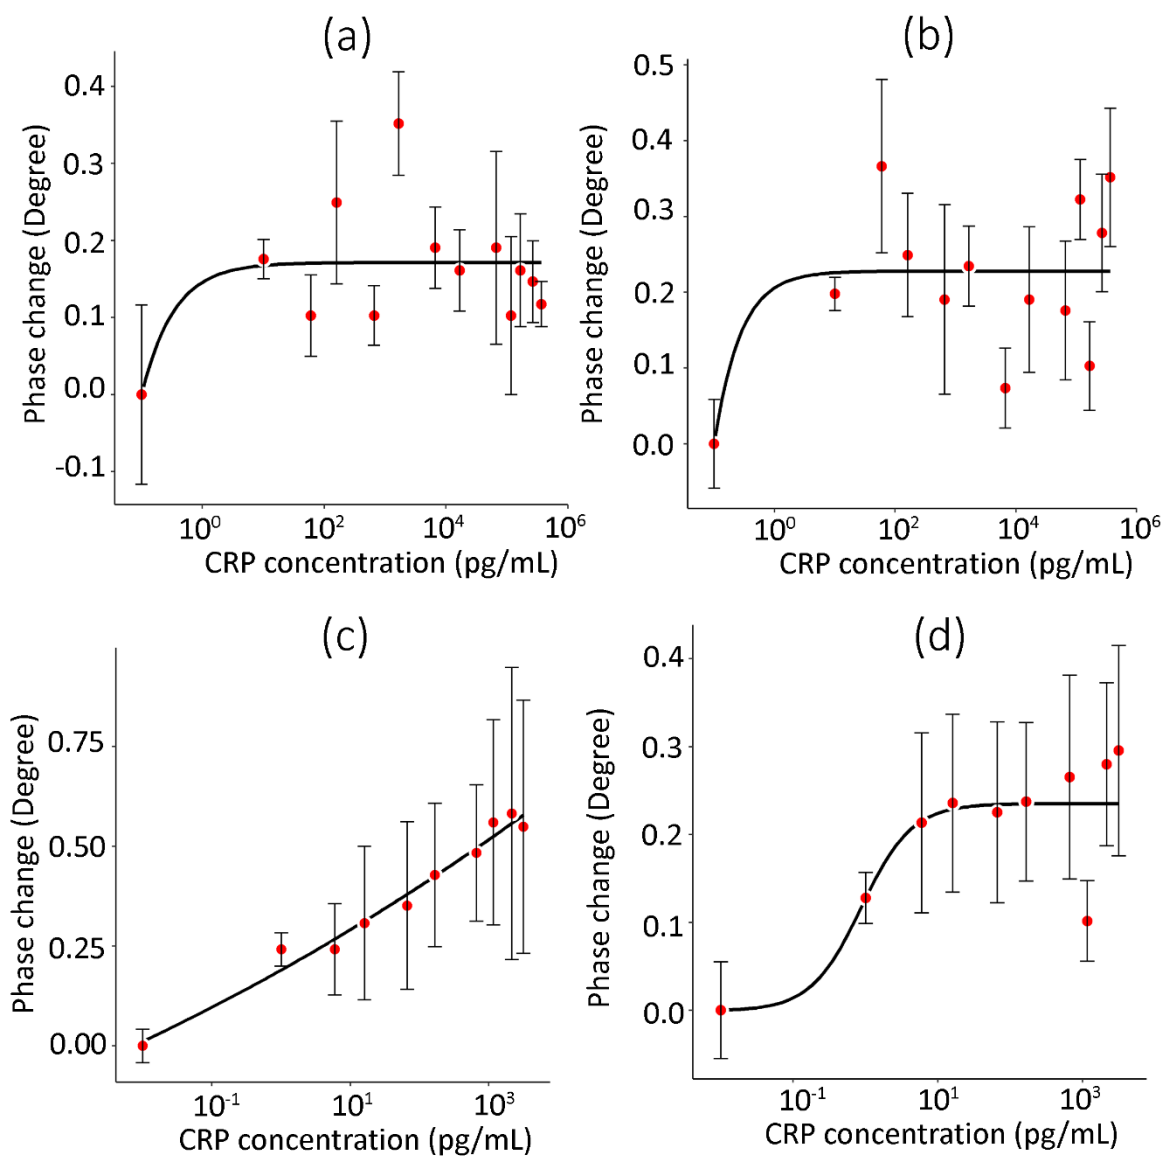 (a)
Phase change (Degree)
0.4
0.3
0.2
0.1
0.0
-0.1
10⁰ 10² 10⁴ 10⁶
CRP concentration (pg/mL)
(b)
Phase change (Degree)
0.5
0.4
0.3
0.2
0.1
0.0
10⁰ 10² 10⁴ 10⁶
CRP concentration (pg/mL)
(c)
Phase change (Degree)
0.75
0.50
0.25
0.00
10⁻¹ 10¹ 10³
CRP concentration (pg/mL)
(d)
Phase change (Degree)
0.4
0.3
0.2
0.1
0.0
10⁻¹ 10¹ 10³
CRP concentration (pg/mL)